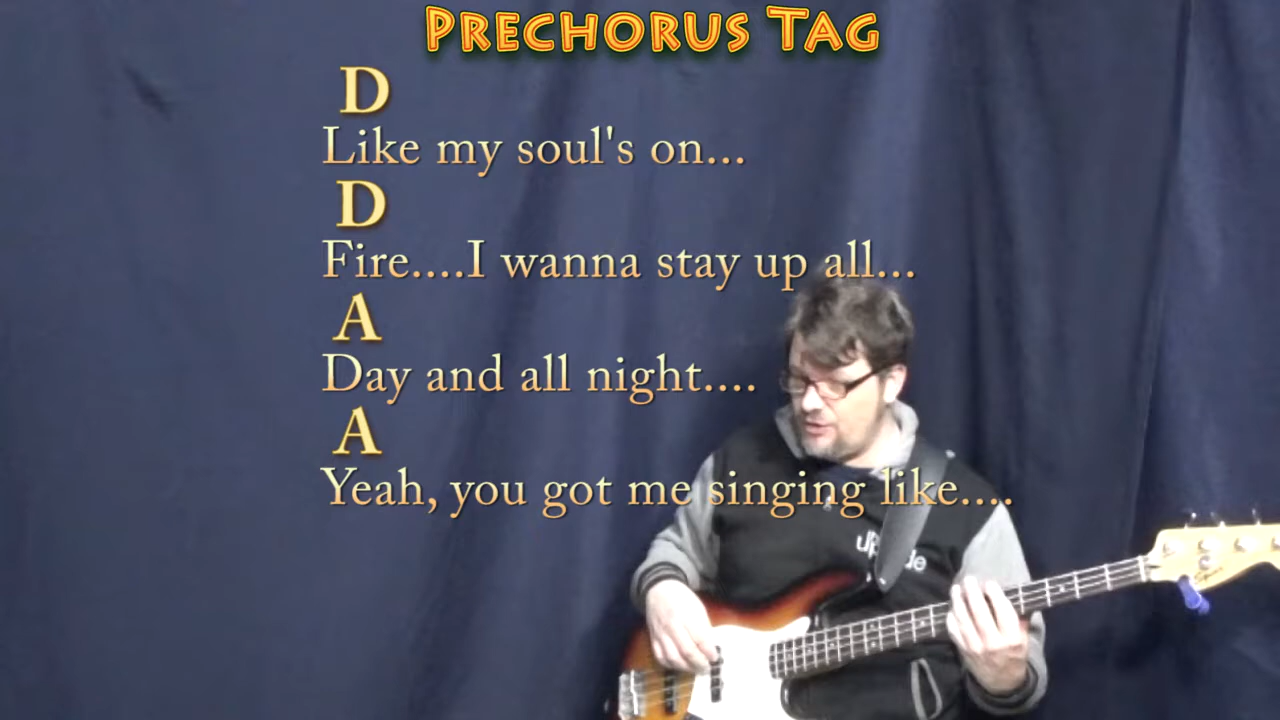 PRECHORUS TAG
D
Like my soul's on...
D
Fire....I wanna stay up all...
A
Day and all night....
A
Yeah, you got me singing like....